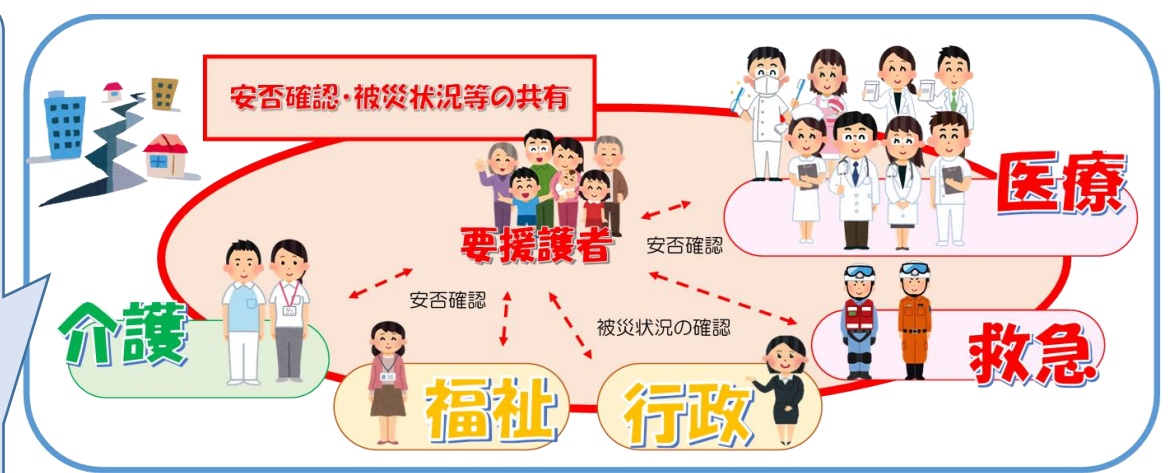 安否確認・被災状況等の共有
医療
要援護者
安否確認
安否確認
被災状況の確認
介護
救急
福祉
行政